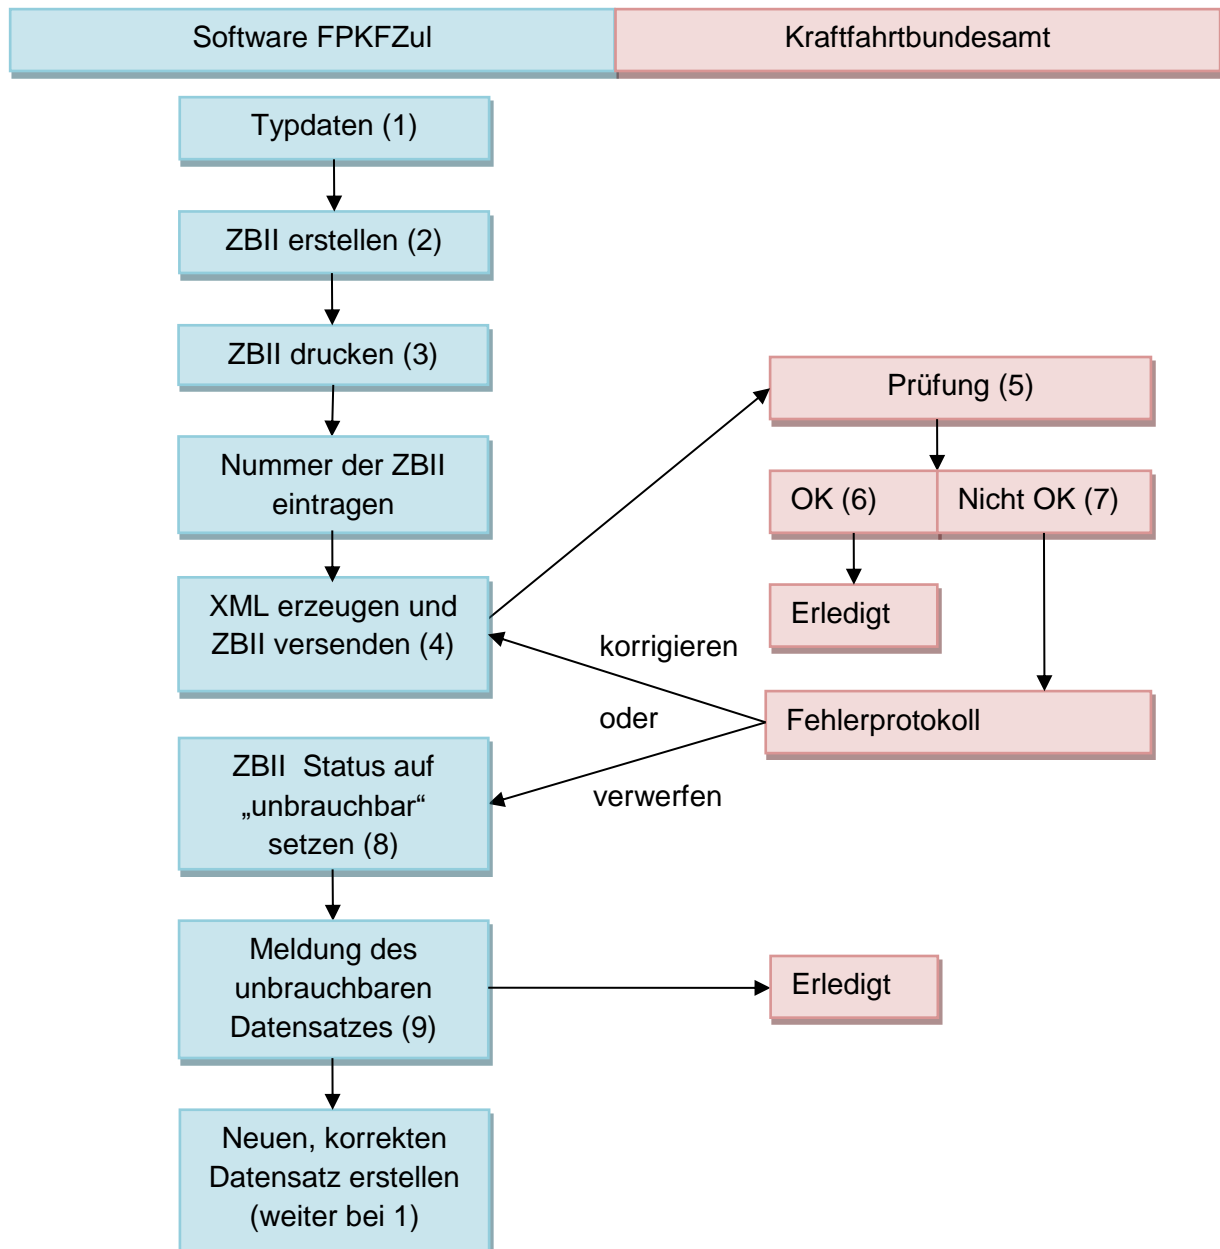 Software FPKFZul
Kraftfahrtbundesamt
Typdaten (1)
ZBII erstellen (2)
ZBII drucken (3)
Nummer der ZBII
eintragen
XML erzeugen und
ZBII versenden (4)
Prüfung (5)
OK (6)
Nicht OK (7)
Erledigt
Fehlerprotokoll
korrigieren
oder
verwerfen
ZBII  Status auf
„unbrauchbar“
setzen (8)
Meldung des
unbrauchbaren
Datensatzes (9)
Erledigt
Neuen, korrekten
Datensatz erstellen
(weiter bei 1)